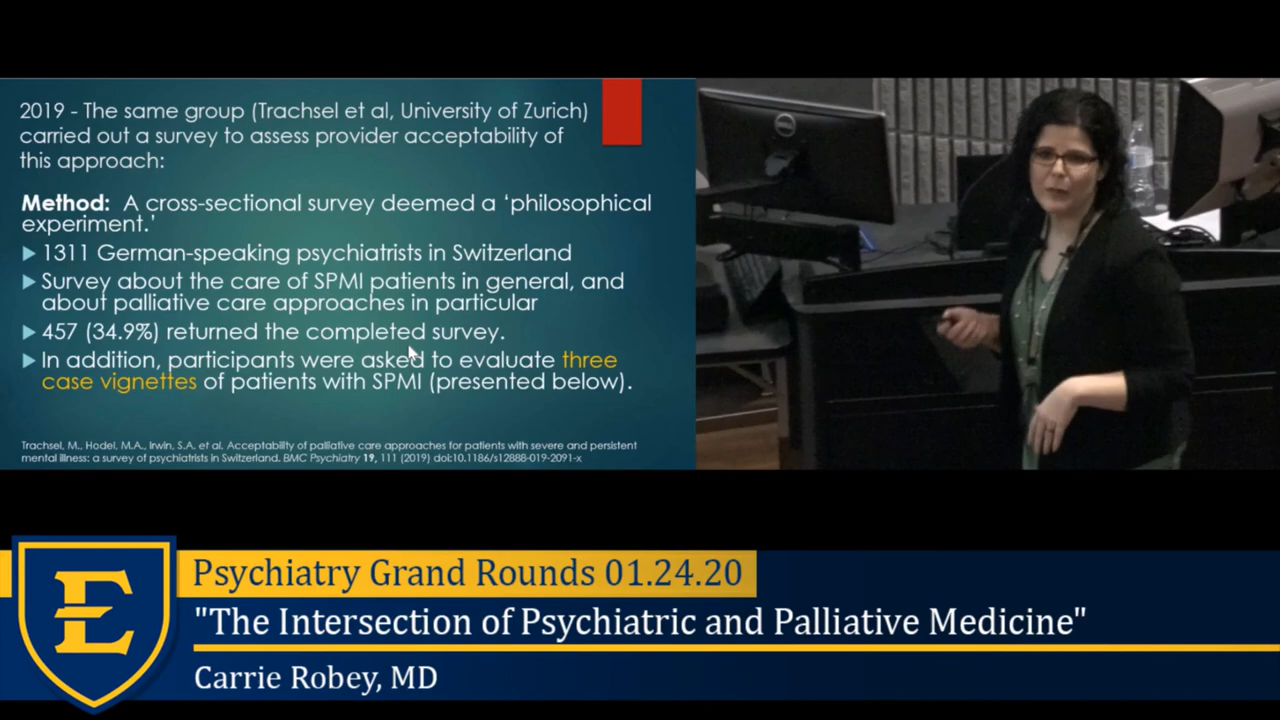 2019 - The same group (Trachsel et al, University of Zurich)
carried out a survey to assess provider acceptability of
this approach:
Method: A cross-sectional survey deemed a ‘philosophical
experiment.’
1311 German-speaking psychiatrists in Switzerland
Survey about the care of SPMI patients in general, and
about palliative care approaches in particular
457 (34.9%) returned the completed survey.
In addition, participants were asked to evaluate three
case vignettes of patients with SPMI (presented below).
Trachsel, M., Hodel, M.A., Irwin, S.A. et al. Acceptability of palliative care approaches for patients with severe and persistent
mental illness: a survey of psychiatrists in Switzerland. BMC Psychiatry 19, 111 (2019) doi:10.1186/s12888-019-2091-x
DELL
E
Psychiatry Grand Rounds 01.24.20
"The Intersection of Psychiatric and Palliative Medicine"
Carrie Robey, MD